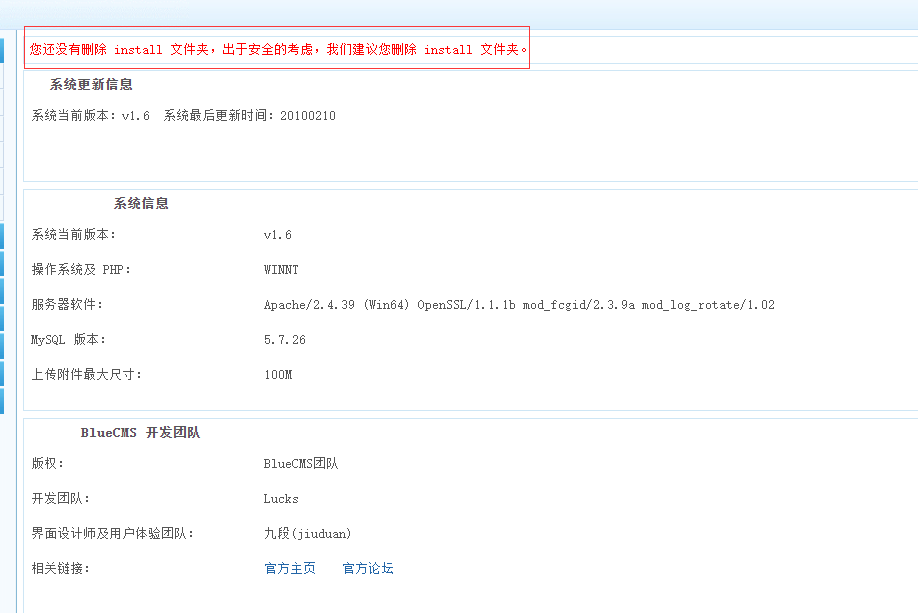 您还没有删除 install 文件夹，出于安全的考虑，我们建议您删除 install 文件夹。
系统更新信息
系统当前版本：v1.6 系统最后更新时间：20100210
系统信息
系统当前版本： v1.6
操作系统及 PHP： WINNT
服务器软件： Apache/2.4.39 (Win64) OpenSSL/1.1.1b mod_fcgid/2.3.9a mod_log_rotate/1.02
MySQL 版本： 5.7.26
上传附件最大尺寸： 100M
BlueCMS 开发团队
版权： BlueCMS团队
开发团队： Lucks
界面设计师及用户体验团队： 九段(jiuduan)
相关链接： 官方主页 官方论坛